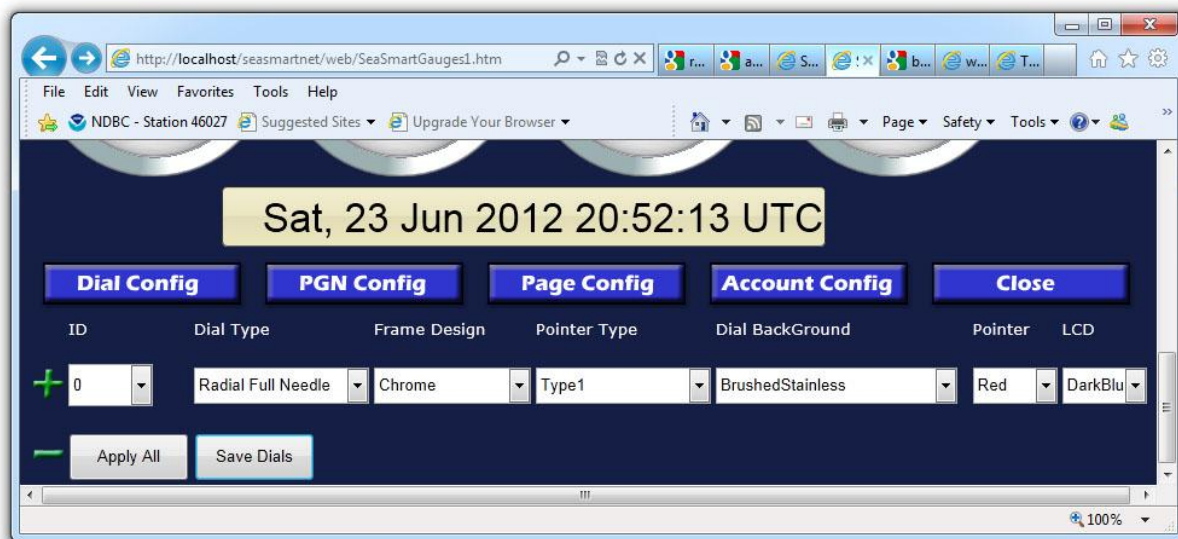 http://localhost/seasmartnet/web/SeaSmartGauges1.htm r... a... S... S b... w... T...
File Edit View Favorites Tools Help
NDBC - Station 46027 Suggested Sites Upgrade Your Browser Page Safety Tools
Sat, 23 Jun 2012 20:52:13 UTC
Dial Config PGN Config Page Config Account Config Close
ID Dial Type Frame Design Pointer Type Dial BackGround Pointer LCD
0 Radial Full Needle Chrome Type1 BrushedStainless Red DarkBlu
Apply All Save Dials
100%